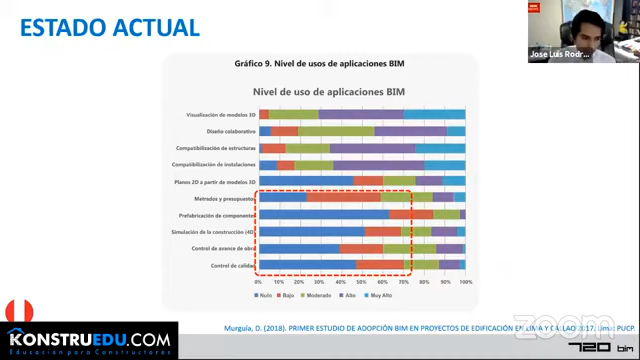 ESTADO ACTUAL
Jose Luis Rodr...
Gráfico 9. Nivel de usos de aplicaciones BIM
Nivel de uso de aplicaciones BIM
Visualización de modelos 3D
Diseño colaborativo
Compatibilización de estructuras
Compatibilización de instalaciones
Planos 2D a partir de modelos 3D
Metrados y presupuesto
Prefabricación de componente
Simulación de la construcción (4D
Control de avance de obr
Control de calida
0% 10% 20% 30% 40% 50% 60% 70% 80% 90% 100%
Nulo Bajo Moderado Alto Muy Alto
zoom
Murguía, D. (2018). PRIMER ESTUDIO DE ADOPCIÓN BIM EN PROYECTOS DE EDIFICACIÓN EN LIMA Y CALLAO 2017. Lima: PUCP.
KONSTRUEDU.COM
Educación para Constructores
720 bim